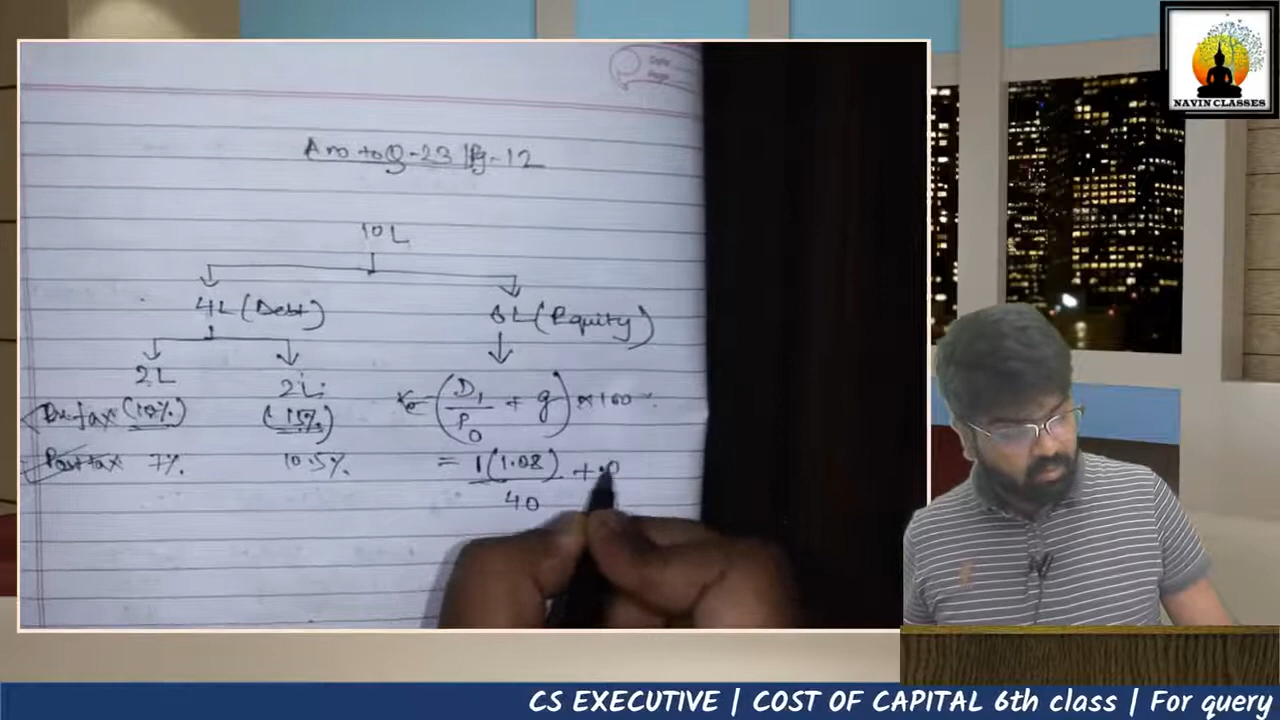 NAVIN CLASSES
Ans to Q-23 Pg-12
10L
4L (Debt) 6L (Equity)
2L 2L
Pre tax (10%) (15%) (D1/P0 + g) × 100
Post tax 7% 10.5% = 1(1.08)/40 +
CS EXECUTIVE | COST OF CAPITAL 6th class | For query